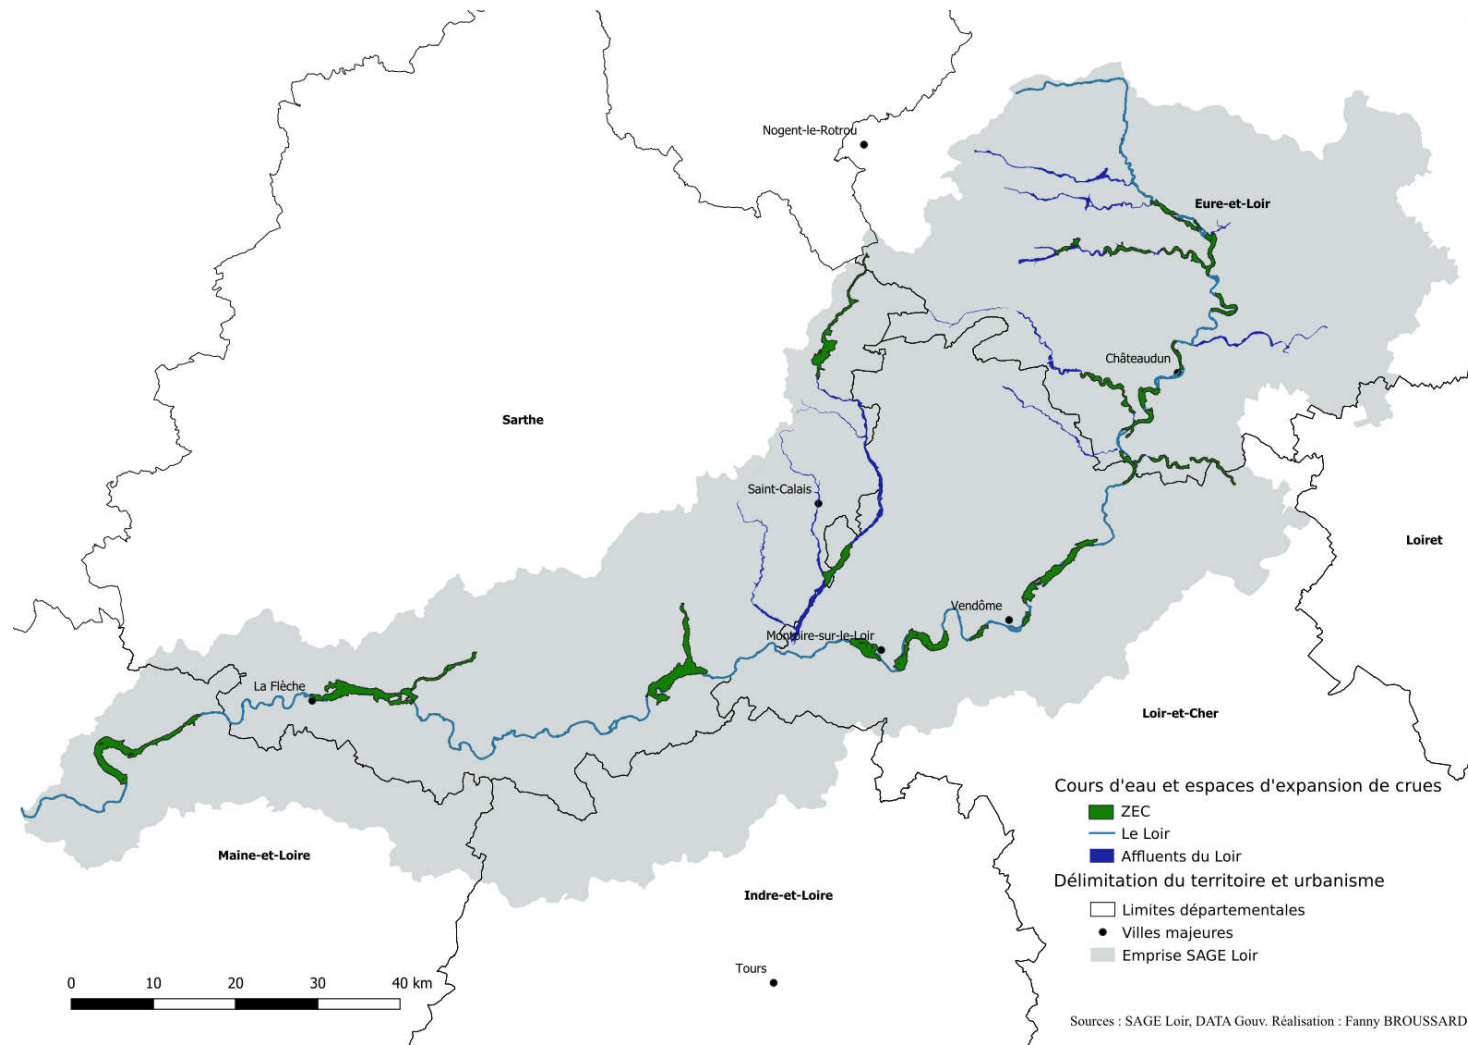 Nogent-le-Rotrou
Eure-et-Loir
Châteaudun
Sarthe
Saint-Calais
Loiret
Vendôme
Montoire-sur-le-Loir
La Flèche
Loir-et-Cher
Cours d'eau et espaces d'expansion de crues
ZEC
Le Loir
Affluents du Loir
Maine-et-Loire
Délimitation du territoire et urbanisme
Indre-et-Loire
Limites départementales
Villes majeures
Emprise SAGE Loir
Tours
0 10 20 30 40 km
Sources : SAGE Loir, DATA Gouv. Réalisation : Fanny BROUSSARD